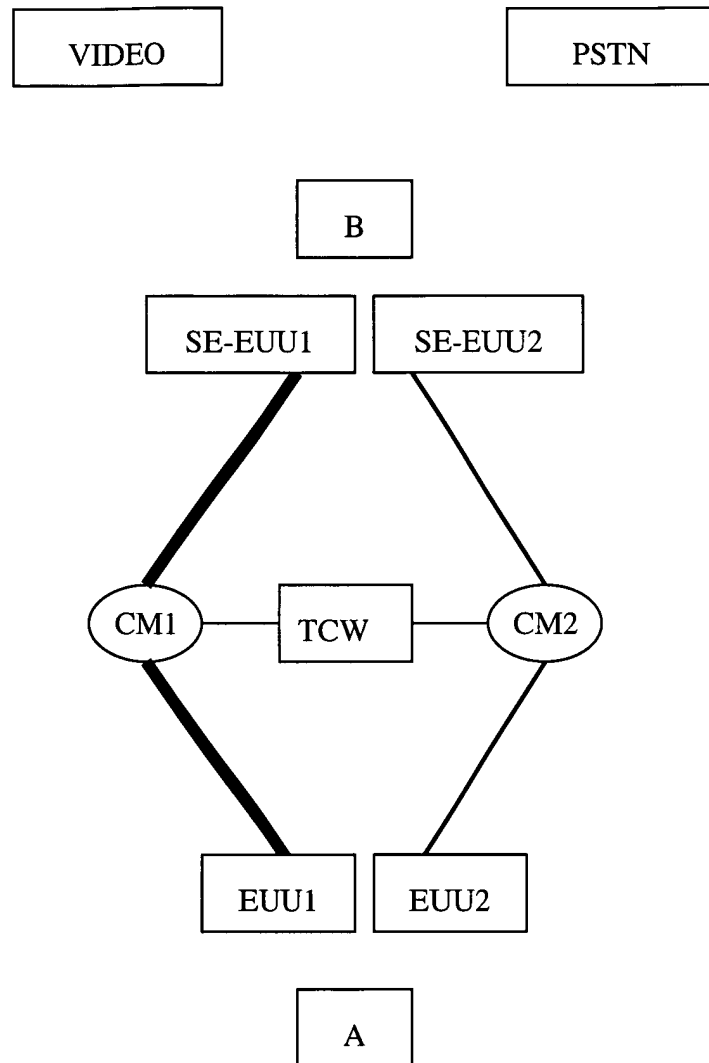 VIDEO
PSTN
B
SE-EUU1
SE-EUU2
CM1
TCW
CM2
EUU1
EUU2
A